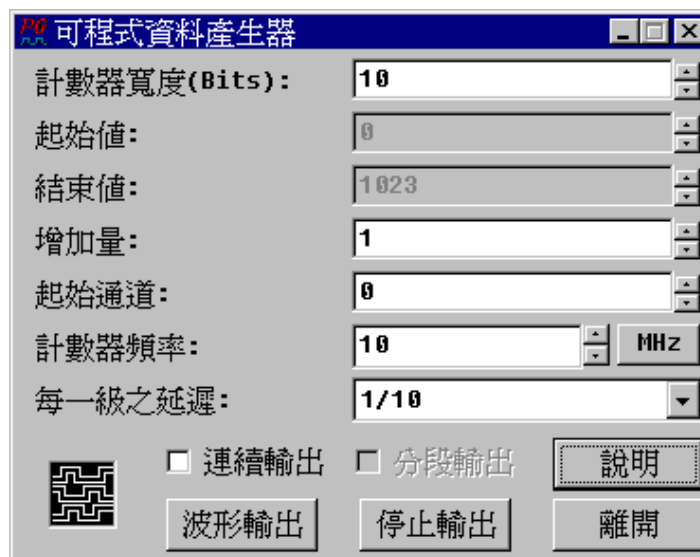 PG 可程式資料產生器
計數器寬度(Bits): 10
起始值: 0
結束值: 1023
增加量: 1
起始通道: 0
計數器頻率: 10 MHz
每一級之延遲: 1/10
連續輸出 分段輸出 說明
波形輸出 停止輸出 離開